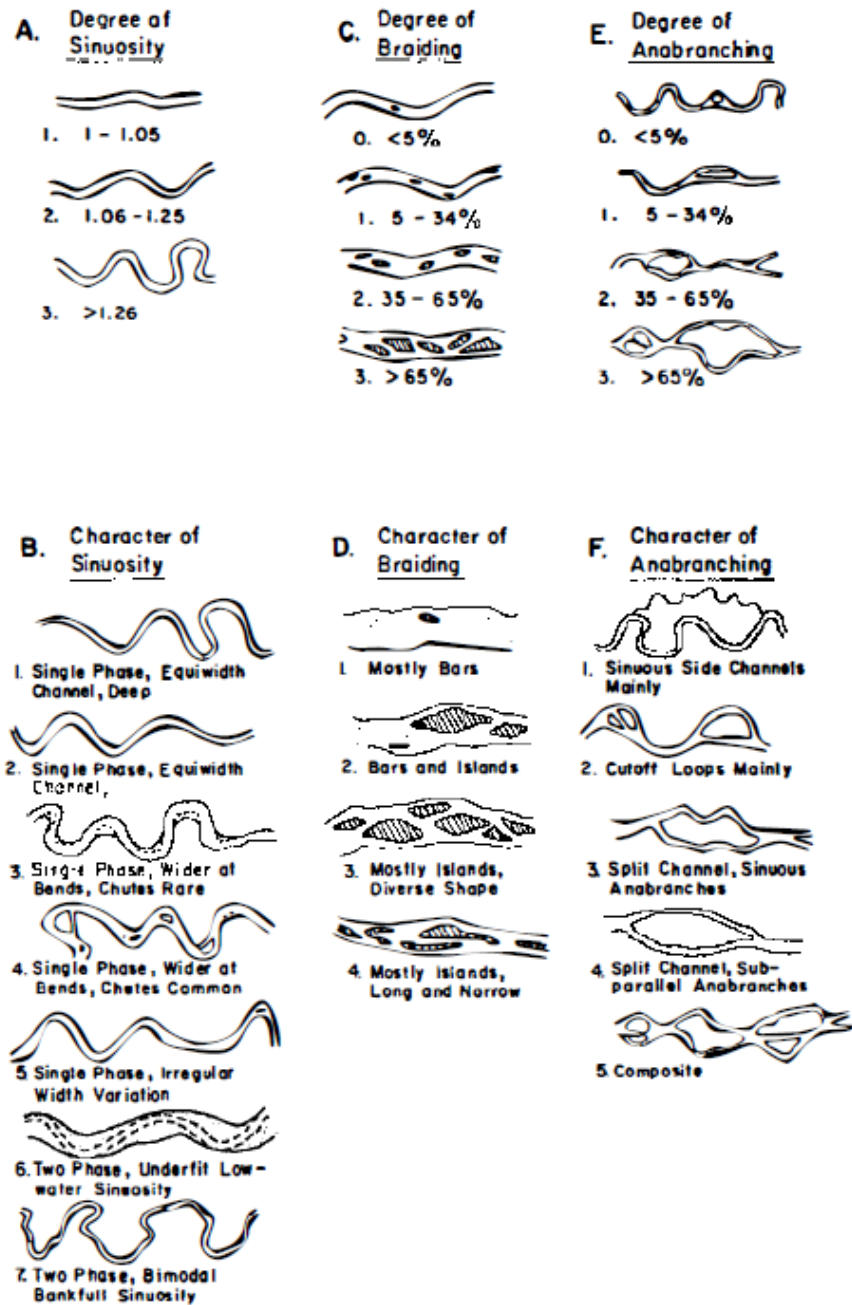 A. Degree of
Sinuosity
1. 1 - 1.05
2. 1.06 - 1.25
3. >1.26
C. Degree of
Braiding
0. <5%
1. 5 - 34%
2. 35 - 65%
3. >65%
E. Degree of
Anabranching
0. <5%
1. 5 - 34%
2. 35 - 65%
3. >65%
B. Character of
Sinuosity
1. Single Phase, Equiwidth
Channel, Deep
2. Single Phase, Equiwidth
Channel,
3. Single Phase, Wider at
Bends, Chutes Rare
4. Single Phase, Wider at
Bends, Chutes Common
5. Single Phase, Irregular
Width Variation
6. Two Phase, Underfit Low-
water Sinuosity
7. Two Phase, Bimodal
Bankfull Sinuosity
D. Character of
Braiding
1. Mostly Bars
2. Bars and Islands
3. Mostly Islands,
Diverse Shape
4. Mostly Islands,
Long and Narrow
F. Character of
Anabranching
1. Sinuous Side Channels
Mainly
2. Cutoff Loops Mainly
3. Split Channel, Sinuous
Anabranches
4. Split Channel, Sub-
parallel Anabranches
5. Composite